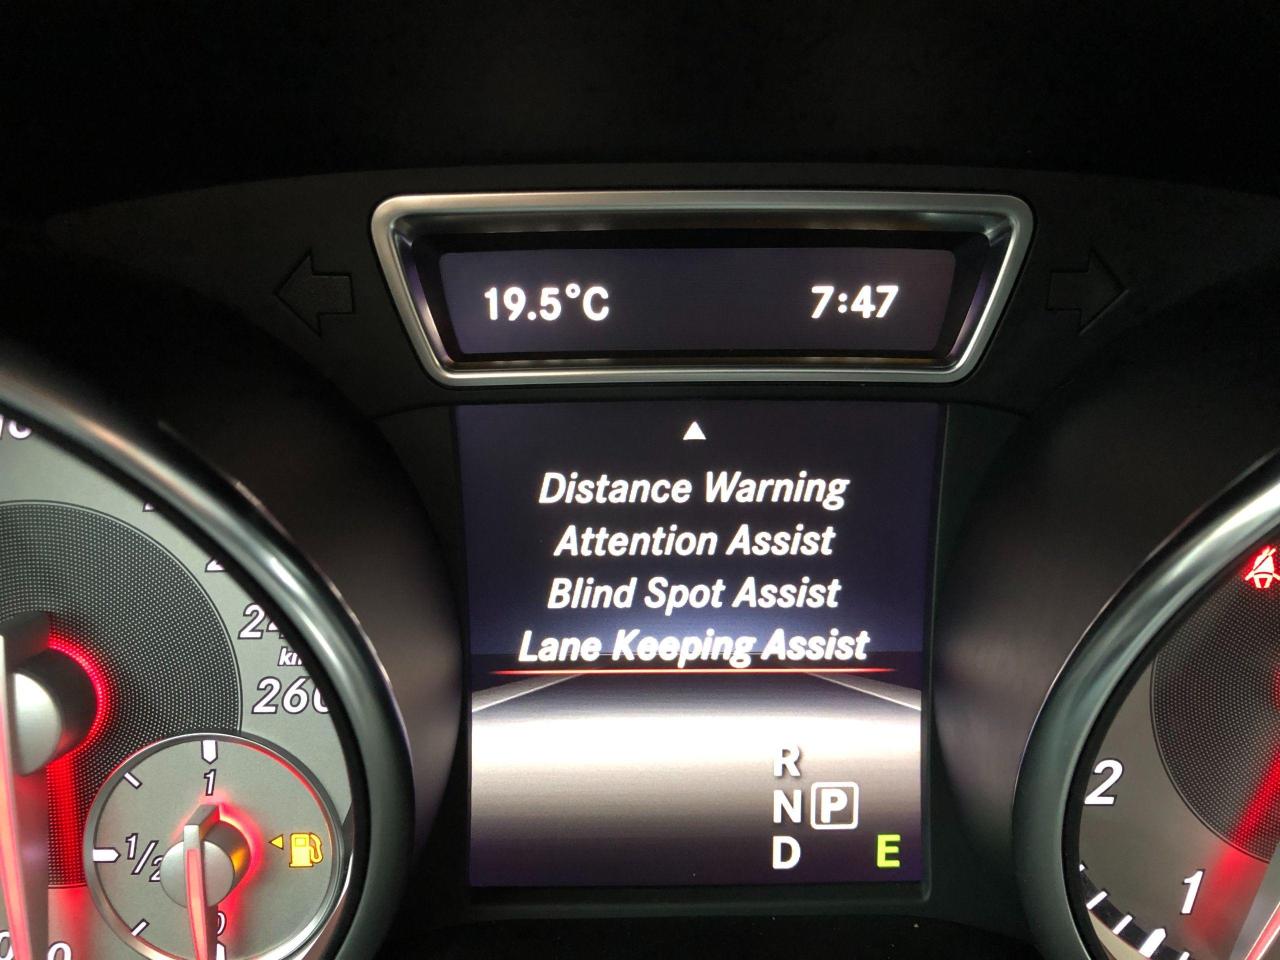 19.5°C 7:47
Distance Warning
Attention Assist
Blind Spot Assist
Lane Keeping Assist
260
1
1/2
0
R
N P
D E
2
1